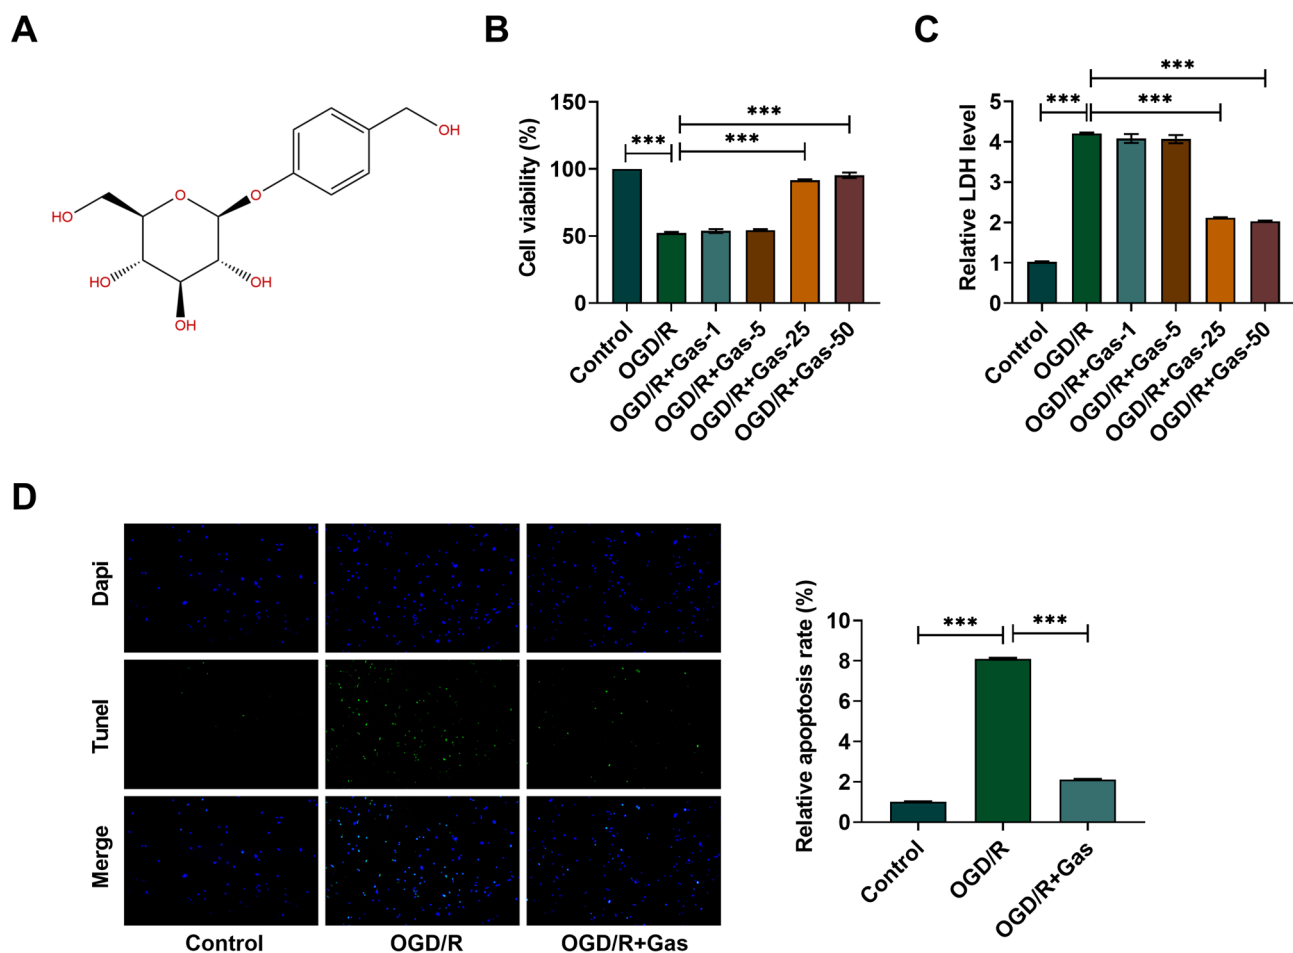 A
OH
O
O
HO
HO
OH
OH
B
Cell viability (%)
150
100
50
0
***
***
***
Control
OGD/R
OGD/R+Gas-1
OGD/R+Gas-5
OGD/R+Gas-25
OGD/R+Gas-50
C
Relative LDH level
5
4
3
2
1
0
***
***
***
Control
OGD/R
OGD/R+Gas-1
OGD/R+Gas-5
OGD/R+Gas-25
OGD/R+Gas-50
D
Dapi
Tunel
Merge
Control
OGD/R
OGD/R+Gas
Relative apoptosis rate (%)
10
8
6
4
2
0
***
***
Control
OGD/R
OGD/R+Gas